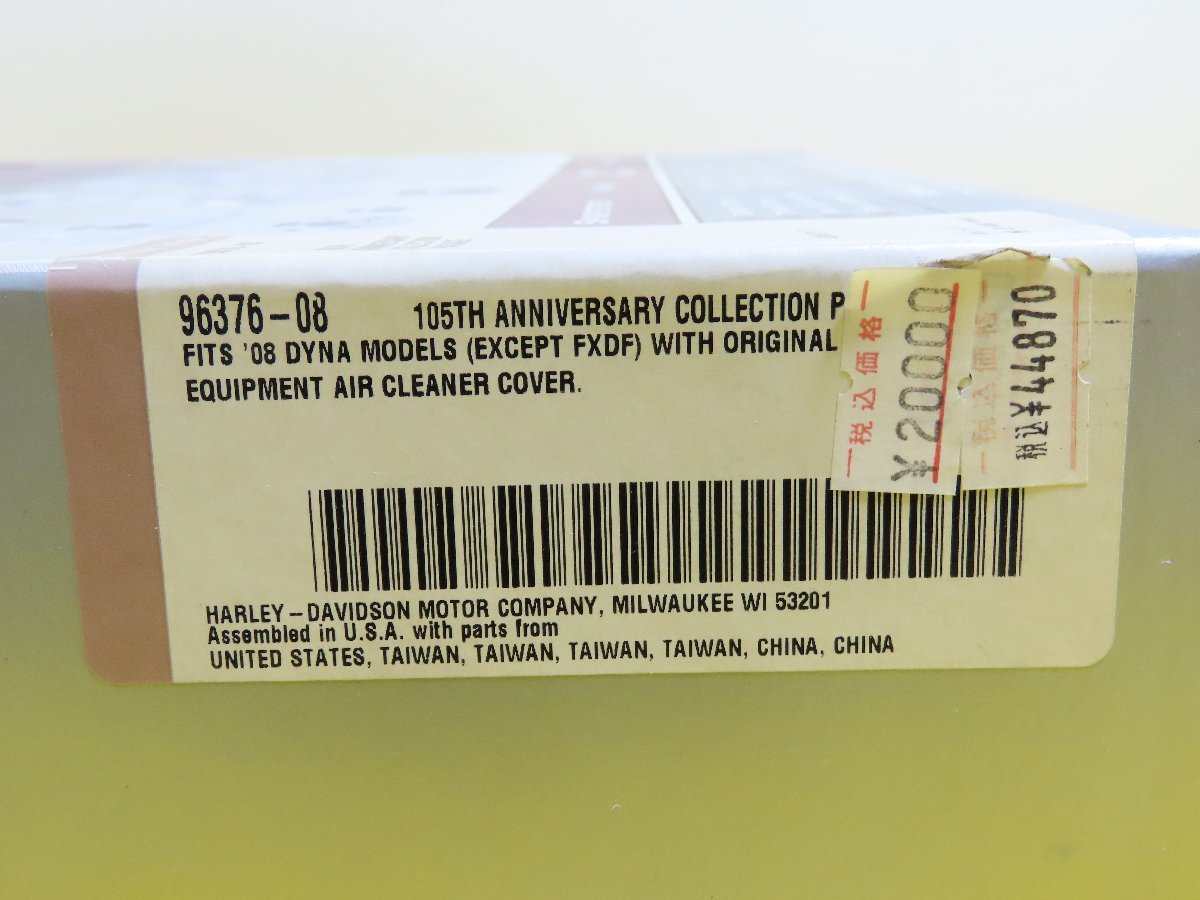 96376-08 105TH ANNIVERSARY COLLECTION P
FITS '08 DYNA MODELS (EXCEPT FXDF) WITH ORIGINAL
EQUIPMENT AIR CLEANER COVER.
税込価格
¥20000
税込価格
税込¥44870
HARLEY-DAVIDSON MOTOR COMPANY, MILWAUKEE WI 53201
Assembled in U.S.A. with parts from
UNITED STATES, TAIWAN, TAIWAN, TAIWAN, TAIWAN, CHINA, CHINA